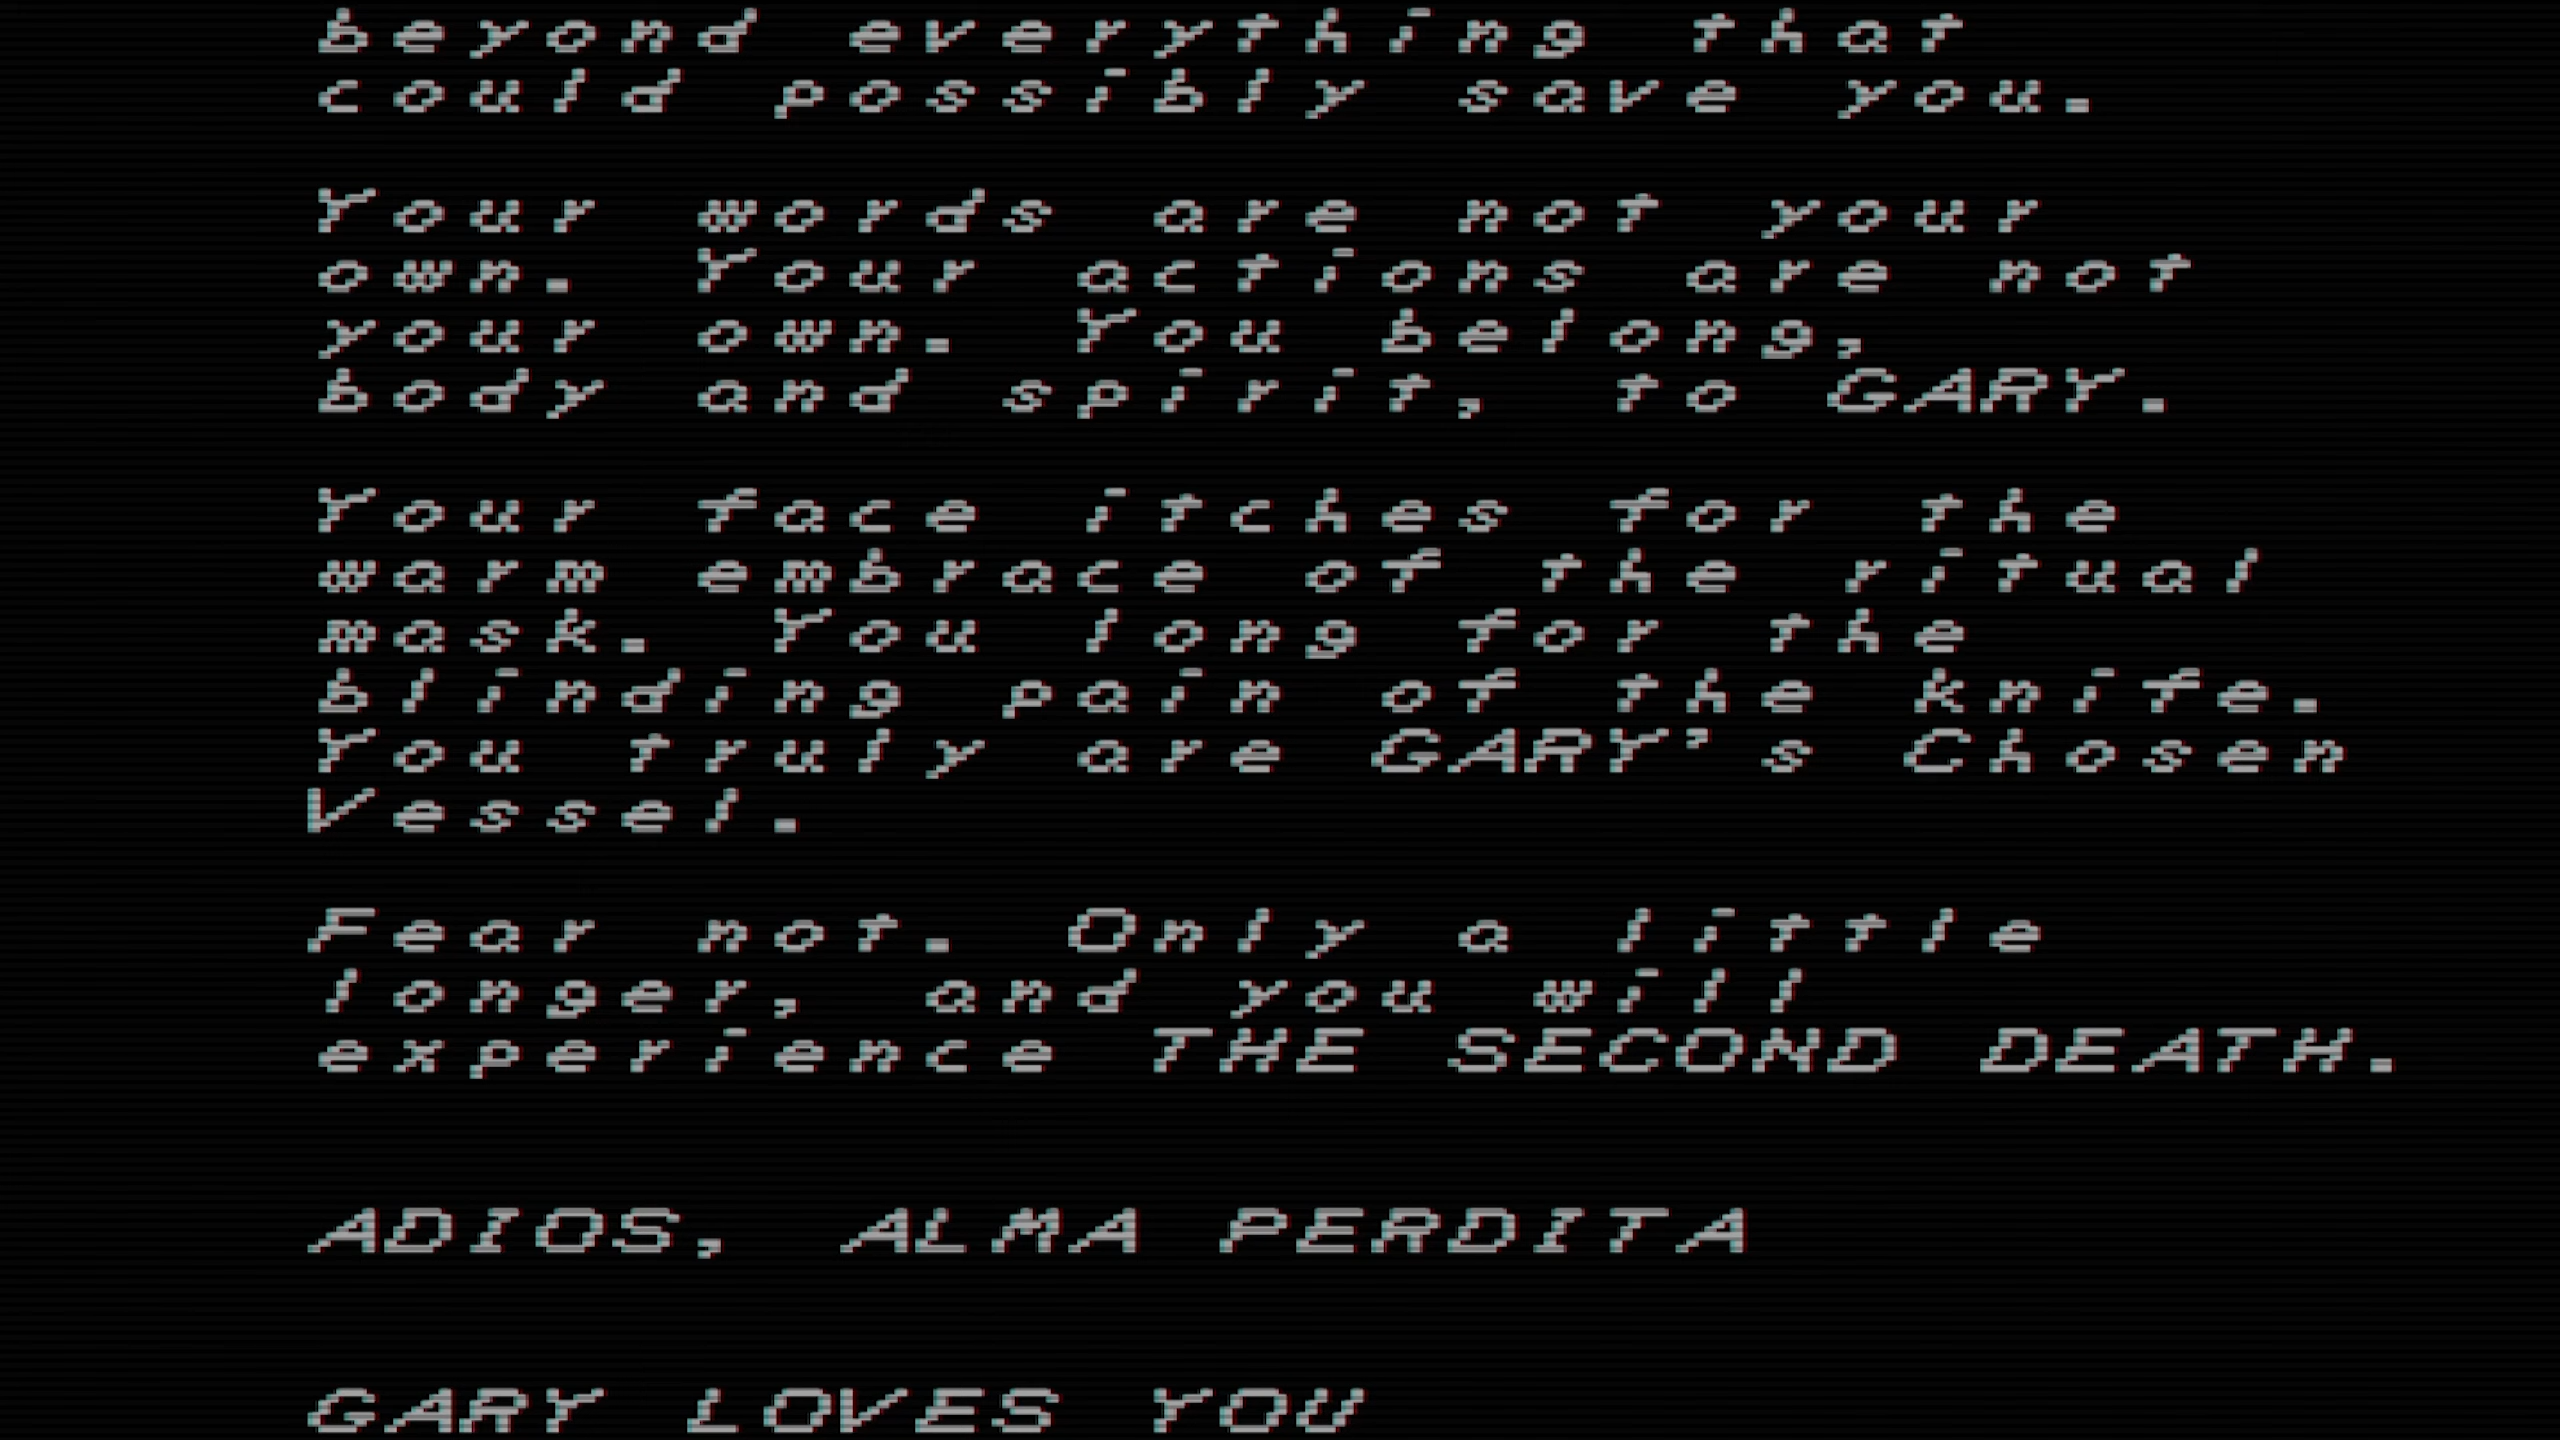 beyond everything that
could possibly save you.
Your words are not your
own. Your actions are not
your own. You belong,
body and spirit, to GARY.
Your face itches for the
warm embrace of the ritual
mask. You long for the
blinding pain of the knife.
You truly are GARY's Chosen
Vessel.
Fear not. Only a little
longer, and you will
experience THE SECOND DEATH.
ADIOS, ALMA PERDITA
GARY LOVES YOU